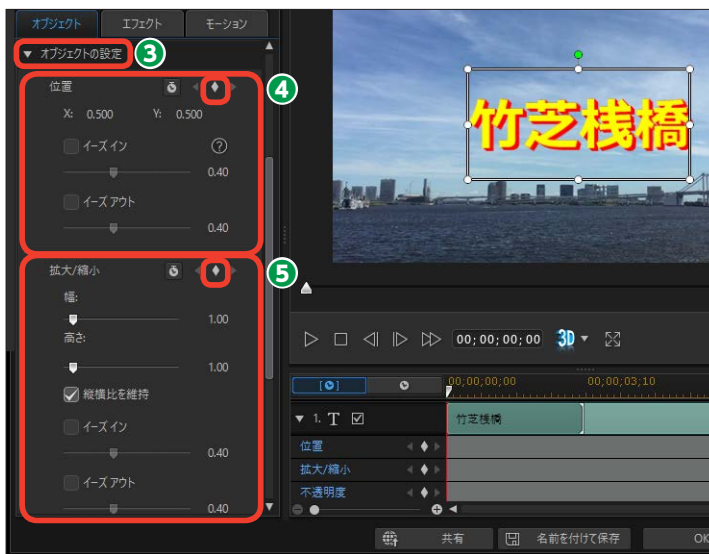 オブジェクト エフェクト モーション
▼ オブジェクトの設定 3
位置 4
X: 0.500 Y: 0.500
イーズ イン ?
0.40
イーズ アウト
0.40
拡大/縮小 5
幅:
1.00
高さ:
1.00
縦横比を維持
イーズ イン
0.40
イーズ アウト
0.40
竹芝桟橋
00;00;00;00 3D
00;00;00;00 00;00;03;10
1. T 竹芝桟橋
位置
拡大/縮小
不透明度
共有 名前を付けて保存 OK